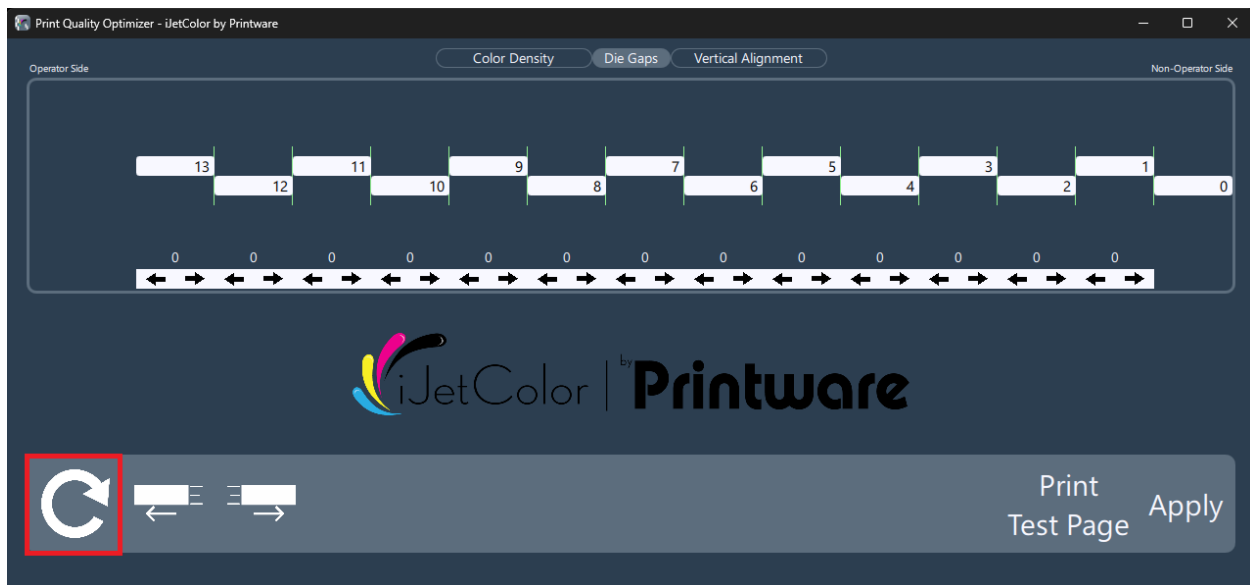 Print Quality Optimizer - iJetColor by Printware
Color Density Die Gaps Vertical Alignment
Operator Side Non-Operator Side
13 11 9 7 5 3 1
12 10 8 6 4 2 0
0 0 0 0 0 0 0 0 0 0 0 0 0
iJetColor | by Printware
Print
Test Page
Apply